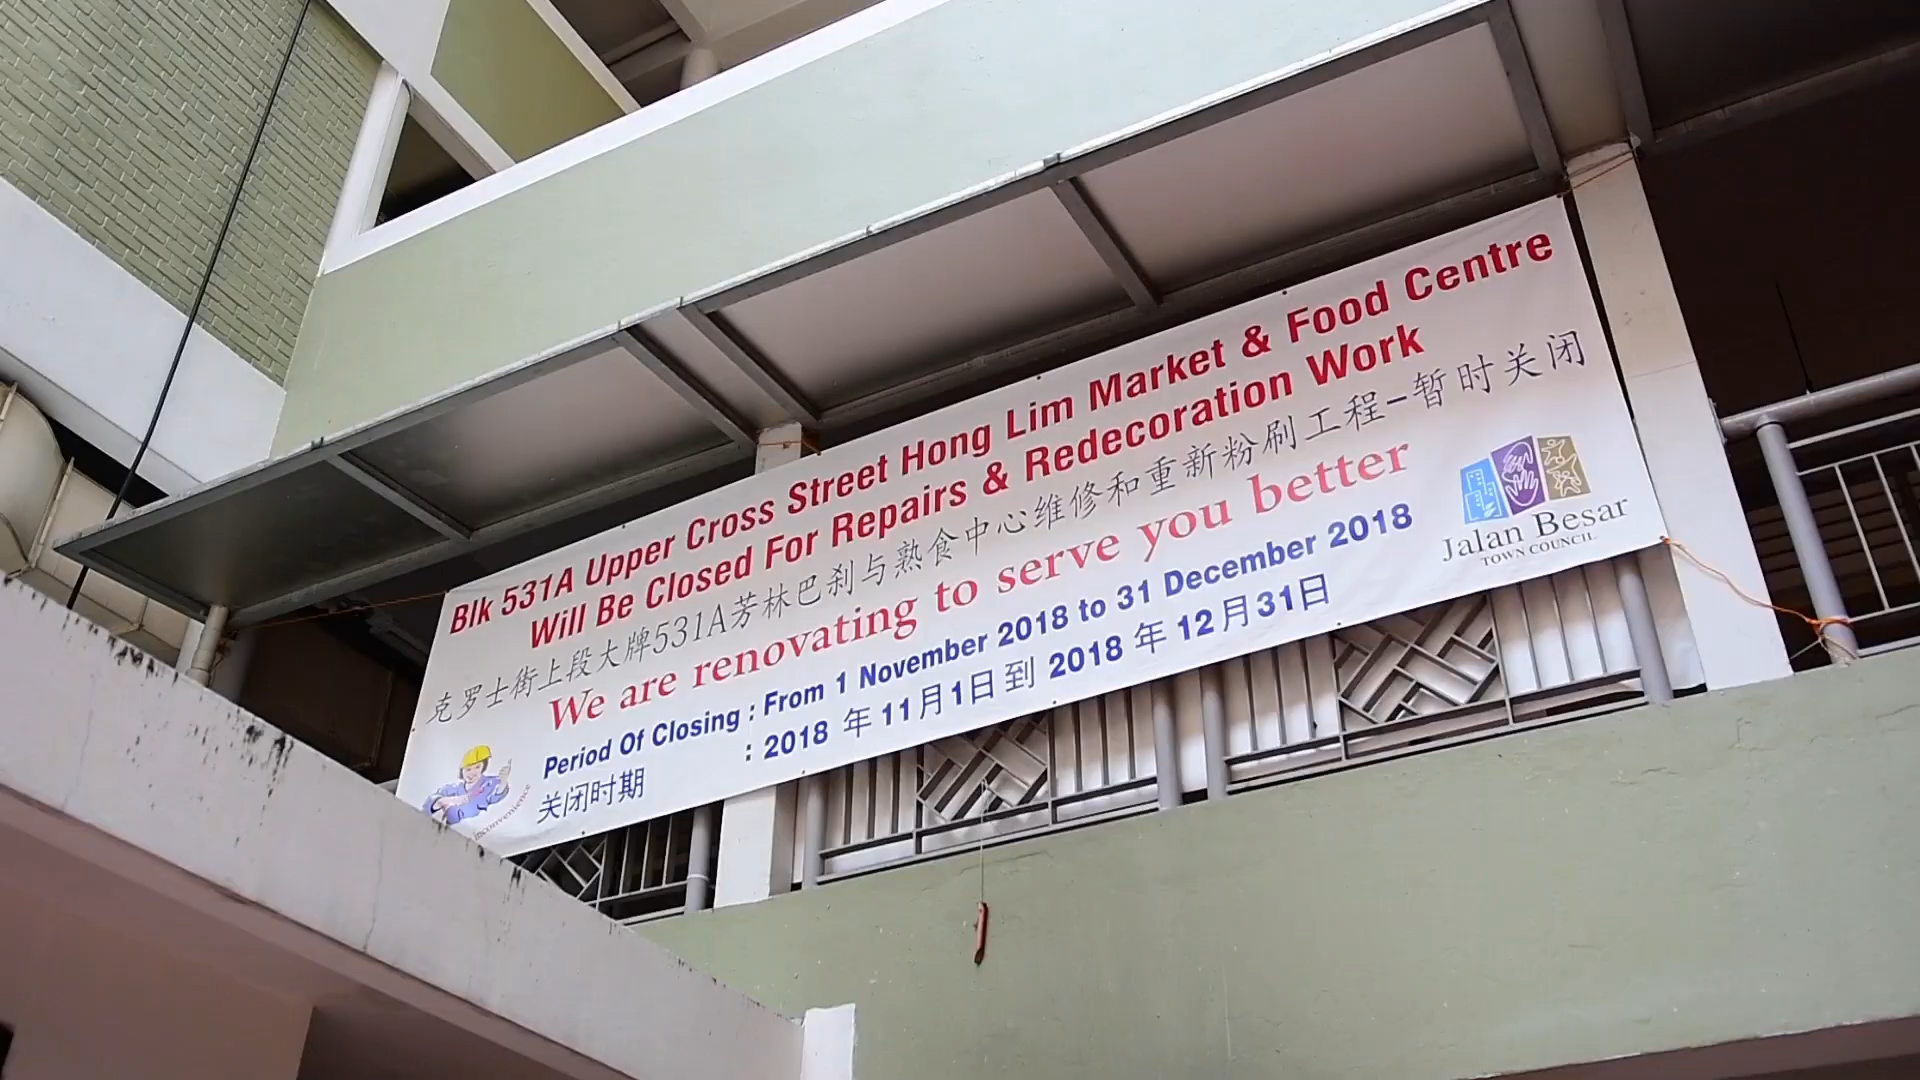 Blk 531A Upper Cross Street Hong Lim Market & Food Centre
Will Be Closed For Repairs & Redecoration Work
克罗士街上段大牌531A芳林巴刹与熟食中心维修和重新粉刷工程-暂时关闭
We are renovating to serve you better
Period Of Closing : From 1 November 2018 to 31 December 2018
关闭时期 : 2018 年 11月1日 到 2018 年 12月31日
Jalan Besar
TOWN COUNCIL
inconvenience